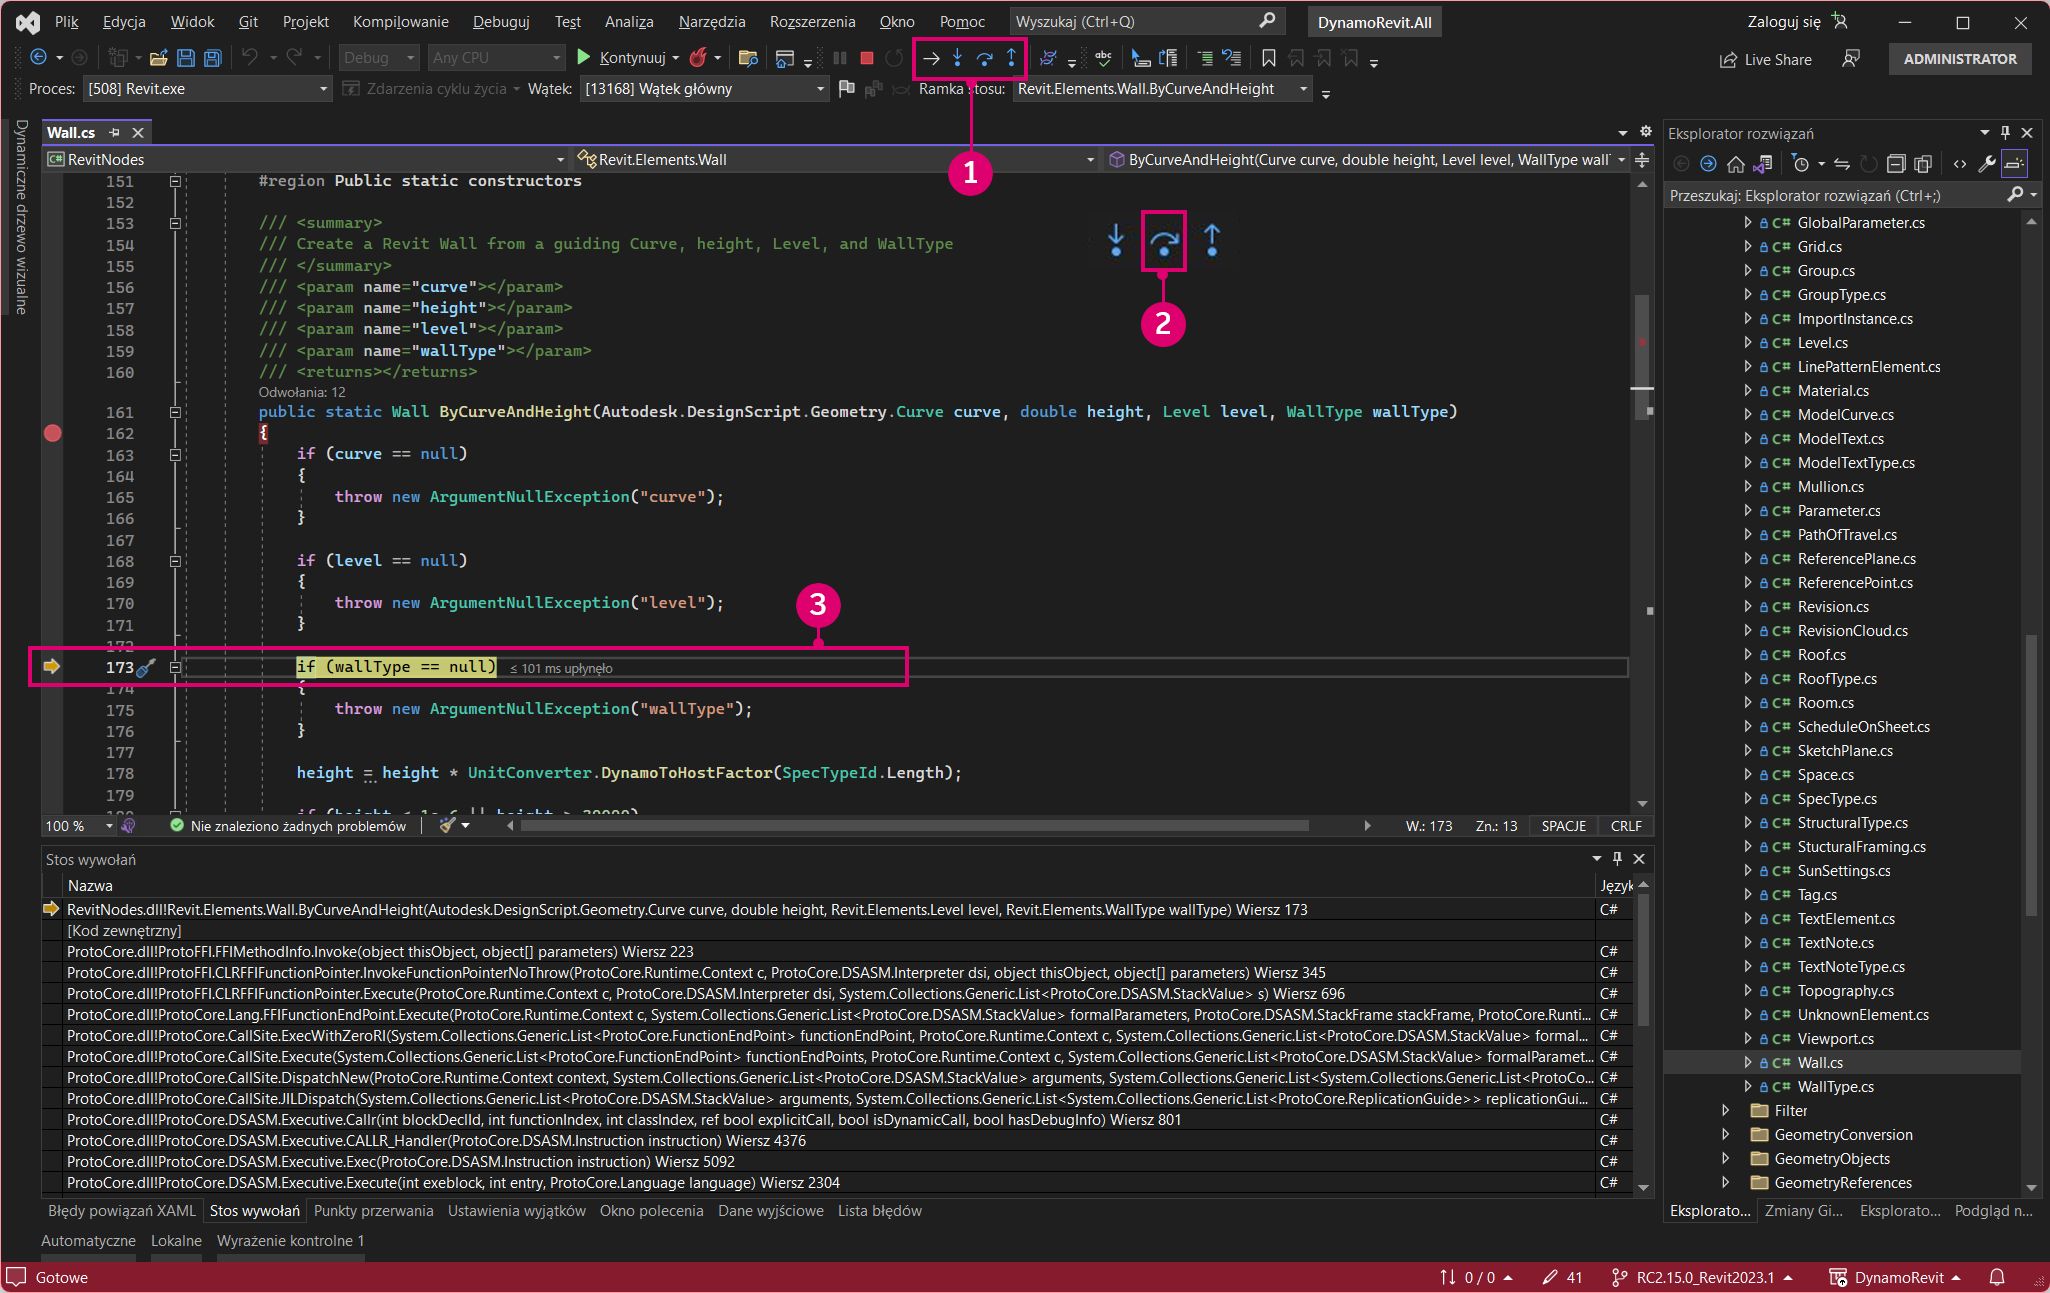 Plik Edycja Widok Git Projekt Kompilowanie Debuguj Test Analiza Narzędzia Rozszerzenia Okno Pomoc Wyszukaj (Ctrl+Q) DynamoRevit.All Zaloguj się
Debug Any CPU Kontynuuj abc Live Share ADMINISTRATOR
Proces: [508] Revit.exe Zdarzenia cyklu życia Wątek: [13168] Wątek główny Ramka stosu: Revit.Elements.Wall.ByCurveAndHeight
Dynamiczne drzewo wizualne
Wall.cs
RevitNodes Revit.Elements.Wall ByCurveAndHeight(Curve curve, double height, Level level, WallType wall
1
2
3
151 #region Public static constructors
152
153 /// <summary>
154 /// Create a Revit Wall from a guiding Curve, height, Level, and WallType
155 /// </summary>
156 /// <param name="curve"></param>
157 /// <param name="height"></param>
158 /// <param name="level"></param>
159 /// <param name="wallType"></param>
160 /// <returns></returns>
Odwołania: 12
161 public static Wall ByCurveAndHeight(Autodesk.DesignScript.Geometry.Curve curve, double height, Level level, WallType wallType)
162 {
163 if (curve == null)
164 {
165 throw new ArgumentNullException("curve");
166 }
167
168 if (level == null)
169 {
170 throw new ArgumentNullException("level");
171 }
172
173 if (wallType == null) ≤ 101 ms upłynęło
174 {
175 throw new ArgumentNullException("wallType");
176 }
177
178 height = height * UnitConverter.DynamoToHostFactor(SpecTypeId.Length);
179
100 % Nie znaleziono żadnych problemów W.: 173 Zn.: 13 SPACJE CRLF
Stos wywołań
Nazwa Język
RevitNodes.dll!Revit.Elements.Wall.ByCurveAndHeight(Autodesk.DesignScript.Geometry.Curve curve, double height, Revit.Elements.Level level, Revit.Elements.WallType wallType) Wiersz 173 C#
[Kod zewnętrzny]
ProtoCore.dll!ProtoFFI.FFIMethodInfo.Invoke(object thisObject, object[] parameters) Wiersz 223 C#
ProtoCore.dll!ProtoFFI.CLRFFIFunctionPointer.InvokeFunctionPointerNoThrow(ProtoCore.Runtime.Context c, ProtoCore.DSASM.Interpreter dsi, object thisObject, object[] parameters) Wiersz 345 C#
ProtoCore.dll!ProtoFFI.CLRFFIFunctionPointer.Execute(ProtoCore.Runtime.Context c, ProtoCore.DSASM.Interpreter dsi, System.Collections.Generic.List<ProtoCore.DSASM.StackValue> s) Wiersz 696 C#
ProtoCore.dll!ProtoCore.Lang.FFIFunctionEndPoint.Execute(ProtoCore.Runtime.Context c, System.Collections.Generic.List<ProtoCore.DSASM.StackValue> formalParameters, ProtoCore.DSASM.StackFrame stackFrame, ProtoCore.Runti... C#
ProtoCore.dll!ProtoCore.CallSite.ExecWithZeroRI(System.Collections.Generic.List<ProtoCore.FunctionEndPoint> functionEndPoint, ProtoCore.Runtime.Context c, System.Collections.Generic.List<ProtoCore.DSASM.StackValue> formal... C#
ProtoCore.dll!ProtoCore.CallSite.Execute(System.Collections.Generic.List<ProtoCore.FunctionEndPoint> functionEndPoints, ProtoCore.Runtime.Context c, System.Collections.Generic.List<ProtoCore.DSASM.StackValue> formalParamet... C#
ProtoCore.dll!ProtoCore.CallSite.DispatchNew(ProtoCore.Runtime.Context context, System.Collections.Generic.List<ProtoCore.DSASM.StackValue> arguments, System.Collections.Generic.List<System.Collections.Generic.List<ProtoCo... C#
ProtoCore.dll!ProtoCore.CallSite.JILDispatch(System.Collections.Generic.List<ProtoCore.DSASM.StackValue> arguments, System.Collections.Generic.List<System.Collections.Generic.List<ProtoCore.ReplicationGuide>> replicationGui... C#
ProtoCore.dll!ProtoCore.DSASM.Executive.Callr(int blockDeclId, int functionIndex, int classIndex, ref bool explicitCall, bool isDynamicCall, bool hasDebugInfo) Wiersz 801 C#
ProtoCore.dll!ProtoCore.DSASM.Executive.CALLR_Handler(ProtoCore.DSASM.Instruction instruction) Wiersz 4376 C#
ProtoCore.dll!ProtoCore.DSASM.Executive.Exec(ProtoCore.DSASM.Instruction instruction) Wiersz 5092 C#
ProtoCore.dll!ProtoCore.DSASM.Executive.Execute(int exeblock, int entry, ProtoCore.Language language) Wiersz 2304 C#
Błędy powiązań XAML Stos wywołań Punkty przerwania Ustawienia wyjątków Okno polecenia Dane wyjściowe Lista błędów
Automatyczne Lokalne Wyrażenie kontrolne 1
Eksplorator rozwiązań
Przeszukaj: Eksplorator rozwiązań (Ctrl+;)
C# GlobalParameter.cs
C# Grid.cs
C# Group.cs
C# GroupType.cs
C# ImportInstance.cs
C# Level.cs
C# LinePatternElement.cs
C# Material.cs
C# ModelCurve.cs
C# ModelText.cs
C# ModelTextType.cs
C# Mullion.cs
C# Parameter.cs
C# PathOfTravel.cs
C# ReferencePlane.cs
C# ReferencePoint.cs
C# Revision.cs
C# RevisionCloud.cs
C# Roof.cs
C# RoofType.cs
C# Room.cs
C# ScheduleOnSheet.cs
C# SketchPlane.cs
C# Space.cs
C# SpecType.cs
C# StructuralType.cs
C# StucturalFraming.cs
C# SunSettings.cs
C# Tag.cs
C# TextElement.cs
C# TextNote.cs
C# TextNoteType.cs
C# Topography.cs
C# UnknownElement.cs
C# Viewport.cs
C# Wall.cs
C# WallType.cs
Filter
GeometryConversion
GeometryObjects
GeometryReferences
Eksplorato... Zmiany Gi... Eksplorato... Podgląd n...
Gotowe 0 / 0 41 RC2.15.0_Revit2023.1 DynamoRevit